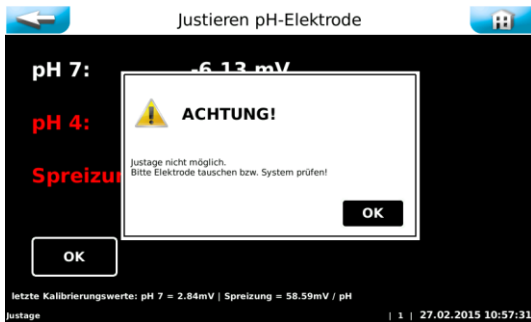 Justieren pH-Elektrode
pH 7: -6.13 mV
ACHTUNG!
pH 4:
Justage nicht möglich.
Bitte Elektrode tauschen bzw. System prüfen!
OK
OK
letzte Kalibrierungswerte: pH 7 = 2.84mV | Spreizung = 58.59mV / pH
Justage | 1 | 27.02.2015 10:57:31